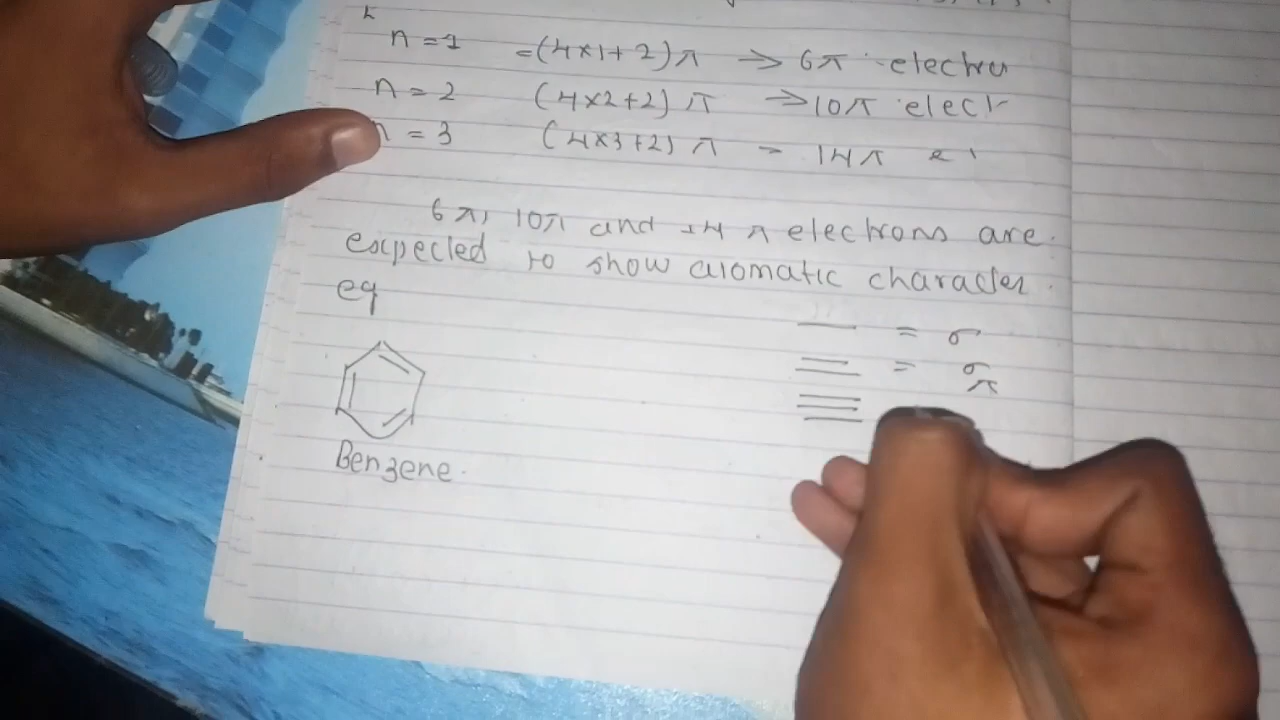 n = 1 = (4×1+2)π → 6π electro
n = 2 (4×2+2)π → 10π elect
n = 3 (4×3+2)π = 14π e
6π, 10π and 14 π electrons are
expected to show aromatic character.
eg
— = σ
= = σ
π
≡
Benzene.